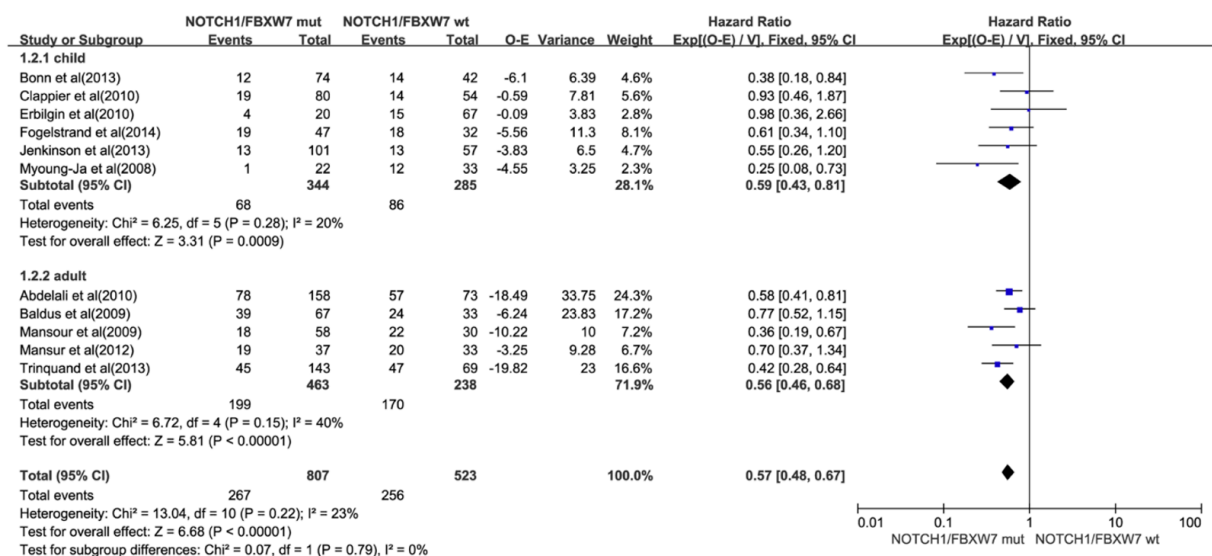 NOTCH1/FBXW7 mut NOTCH1/FBXW7 wt Hazard Ratio Hazard Ratio
Study or Subgroup Events Total Events Total O-E Variance Weight Exp[(O-E) / V], Fixed, 95% CI Exp[(O-E) / V], Fixed, 95% CI
1.2.1 child
Bonn et al(2013) 12 74 14 42 -6.1 6.39 4.6% 0.38 [0.18, 0.84]
Clappier et al(2010) 19 80 14 54 -0.59 7.81 5.6% 0.93 [0.46, 1.87]
Erbilgin et al(2010) 4 20 15 67 -0.09 3.83 2.8% 0.98 [0.36, 2.66]
Fogelstrand et al(2014) 19 47 18 32 -5.56 11.3 8.1% 0.61 [0.34, 1.10]
Jenkinson et al(2013) 13 101 13 57 -3.83 6.5 4.7% 0.55 [0.26, 1.20]
Myoung-Ja et al(2008) 1 22 12 33 -4.55 3.25 2.3% 0.25 [0.08, 0.73]
Subtotal (95% CI) 344 285 28.1% 0.59 [0.43, 0.81]
Total events 68 86
Heterogeneity: Chi² = 6.25, df = 5 (P = 0.28); I² = 20%
Test for overall effect: Z = 3.31 (P = 0.0009)
1.2.2 adult
Abdelali et al(2010) 78 158 57 73 -18.49 33.75 24.3% 0.58 [0.41, 0.81]
Baldus et al(2009) 39 67 24 33 -6.24 23.83 17.2% 0.77 [0.52, 1.15]
Mansour et al(2009) 18 58 22 30 -10.22 10 7.2% 0.36 [0.19, 0.67]
Mansur et al(2012) 19 37 20 33 -3.25 9.28 6.7% 0.70 [0.37, 1.34]
Trinquand et al(2013) 45 143 47 69 -19.82 23 16.6% 0.42 [0.28, 0.64]
Subtotal (95% CI) 463 238 71.9% 0.56 [0.46, 0.68]
Total events 199 170
Heterogeneity: Chi² = 6.72, df = 4 (P = 0.15); I² = 40%
Test for overall effect: Z = 5.81 (P < 0.00001)
Total (95% CI) 807 523 100.0% 0.57 [0.48, 0.67]
Total events 267 256
Heterogeneity: Chi² = 13.04, df = 10 (P = 0.22); I² = 23%
Test for overall effect: Z = 6.68 (P < 0.00001)
Test for subgroup differences: Chi² = 0.07, df = 1 (P = 0.79), I² = 0%
0.01 0.1 1 10 100
NOTCH1/FBXW7 mut NOTCH1/FBXW7 wt